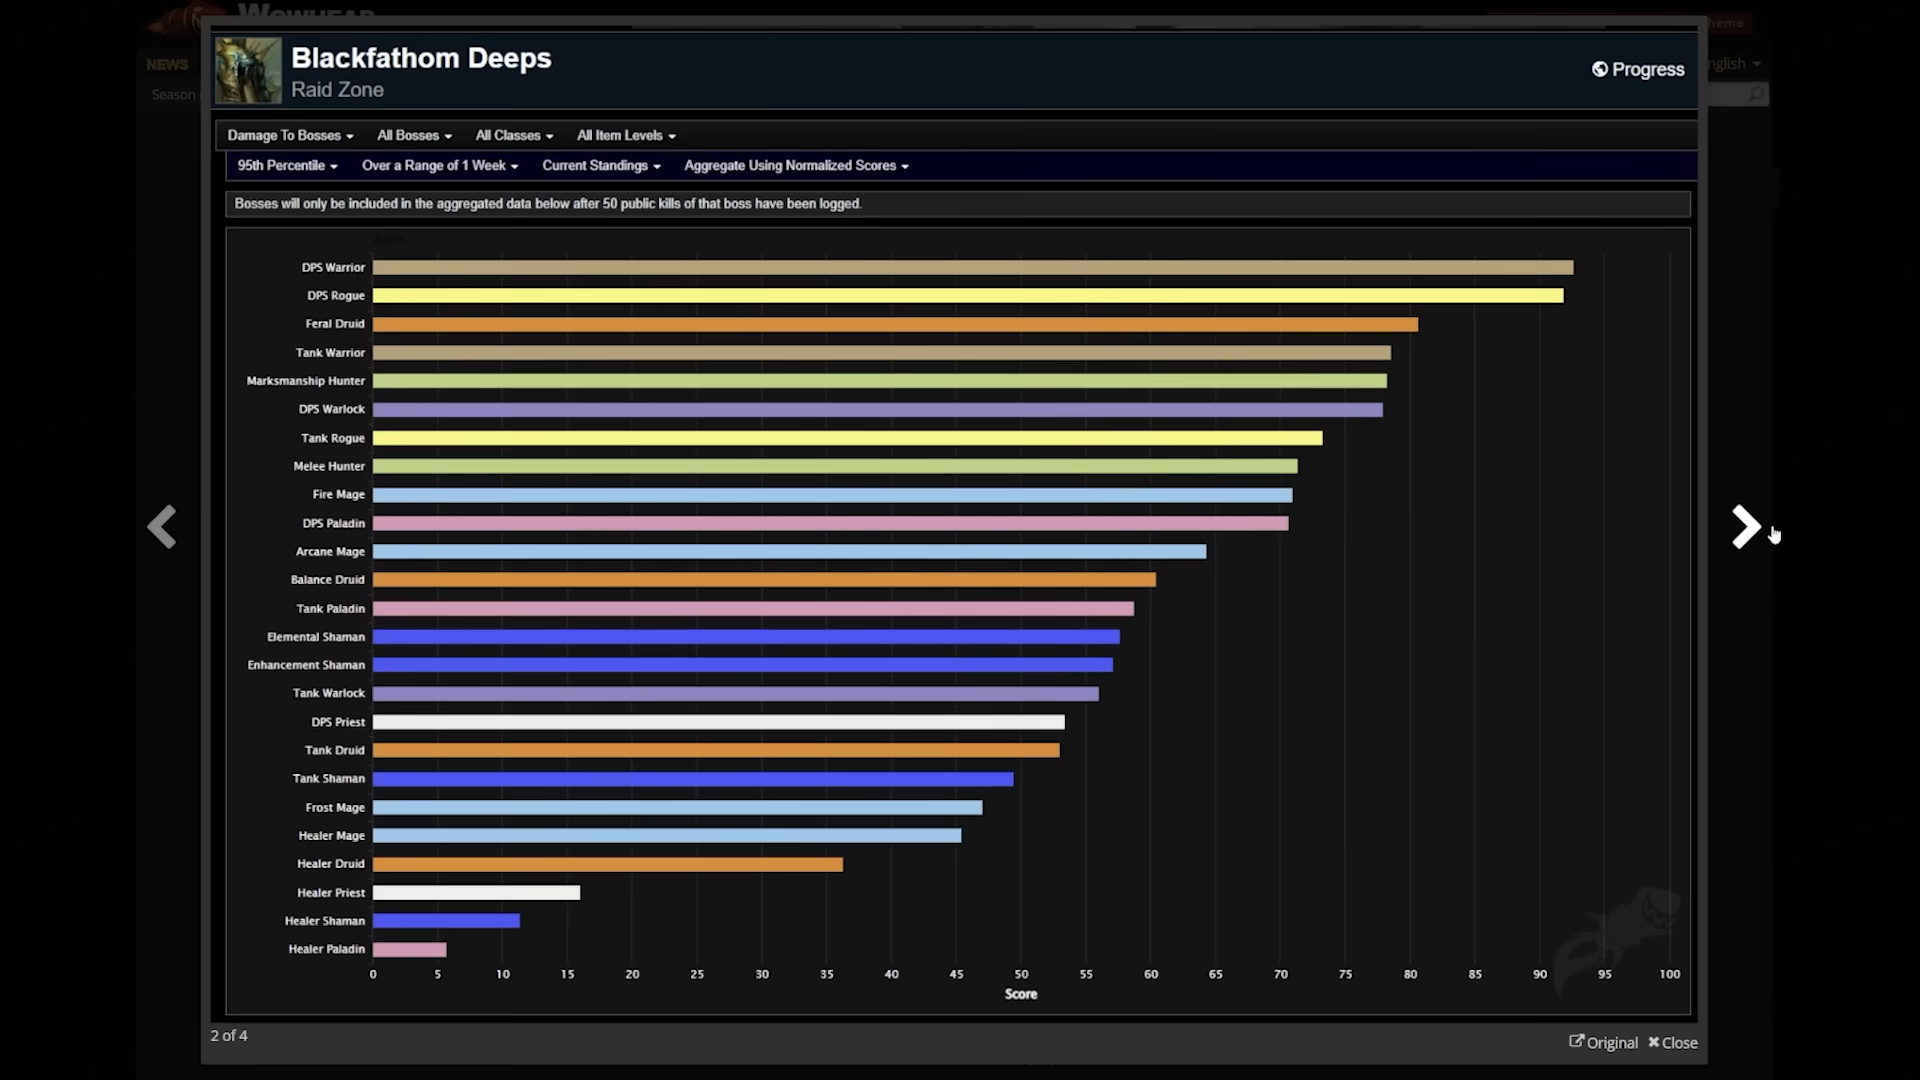 WOWHEAD
NEWS
Season
Blackfathom Deeps
Raid Zone
Progress
Damage To Bosses
All Bosses
All Classes
All Item Levels
95th Percentile
Over a Range of 1 Week
Current Standings
Aggregate Using Normalized Scores
Bosses will only be included in the aggregated data below after 50 public kills of that boss have been logged.
DPS Warrior
DPS Rogue
Feral Druid
Tank Warrior
Marksmanship Hunter
DPS Warlock
Tank Rogue
Melee Hunter
Fire Mage
DPS Paladin
Arcane Mage
Balance Druid
Tank Paladin
Elemental Shaman
Enhancement Shaman
Tank Warlock
DPS Priest
Tank Druid
Tank Shaman
Frost Mage
Healer Mage
Healer Druid
Healer Priest
Healer Shaman
Healer Paladin
0 5 10 15 20 25 30 35 40 45 50 55 60 65 70 75 80 85 90 95 100
Score
2 of 4
Original
Close